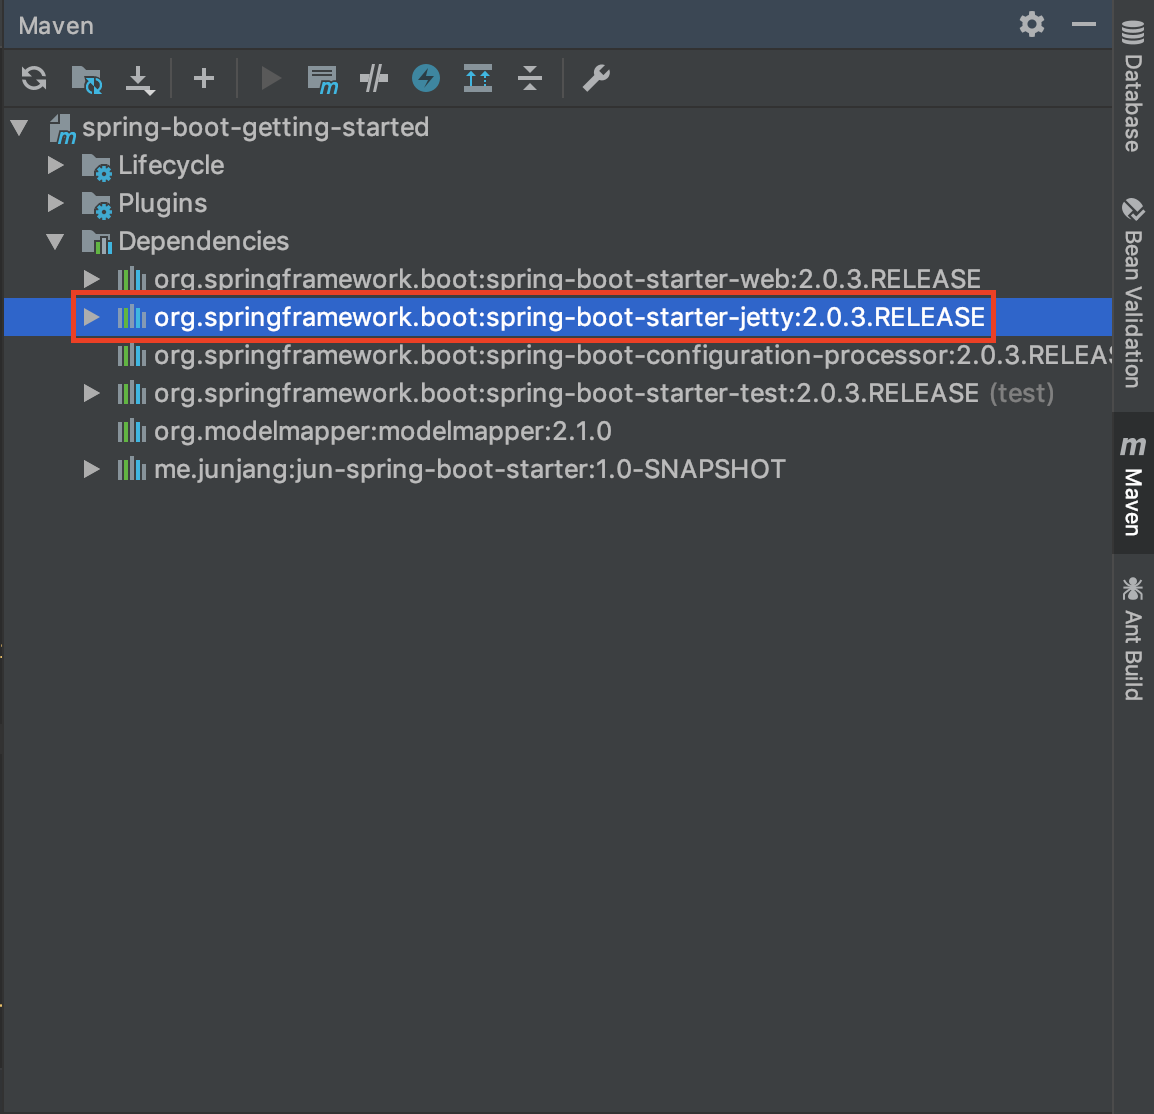 Maven
spring-boot-getting-started
Lifecycle
Plugins
Dependencies
org.springframework.boot:spring-boot-starter-web:2.0.3.RELEASE
org.springframework.boot:spring-boot-starter-jetty:2.0.3.RELEASE
org.springframework.boot:spring-boot-configuration-processor:2.0.3.RELEAS
org.springframework.boot:spring-boot-starter-test:2.0.3.RELEASE (test)
org.modelmapper:modelmapper:2.1.0
me.junjang:jun-spring-boot-starter:1.0-SNAPSHOT
Database
Bean Validation
Maven
Ant Build